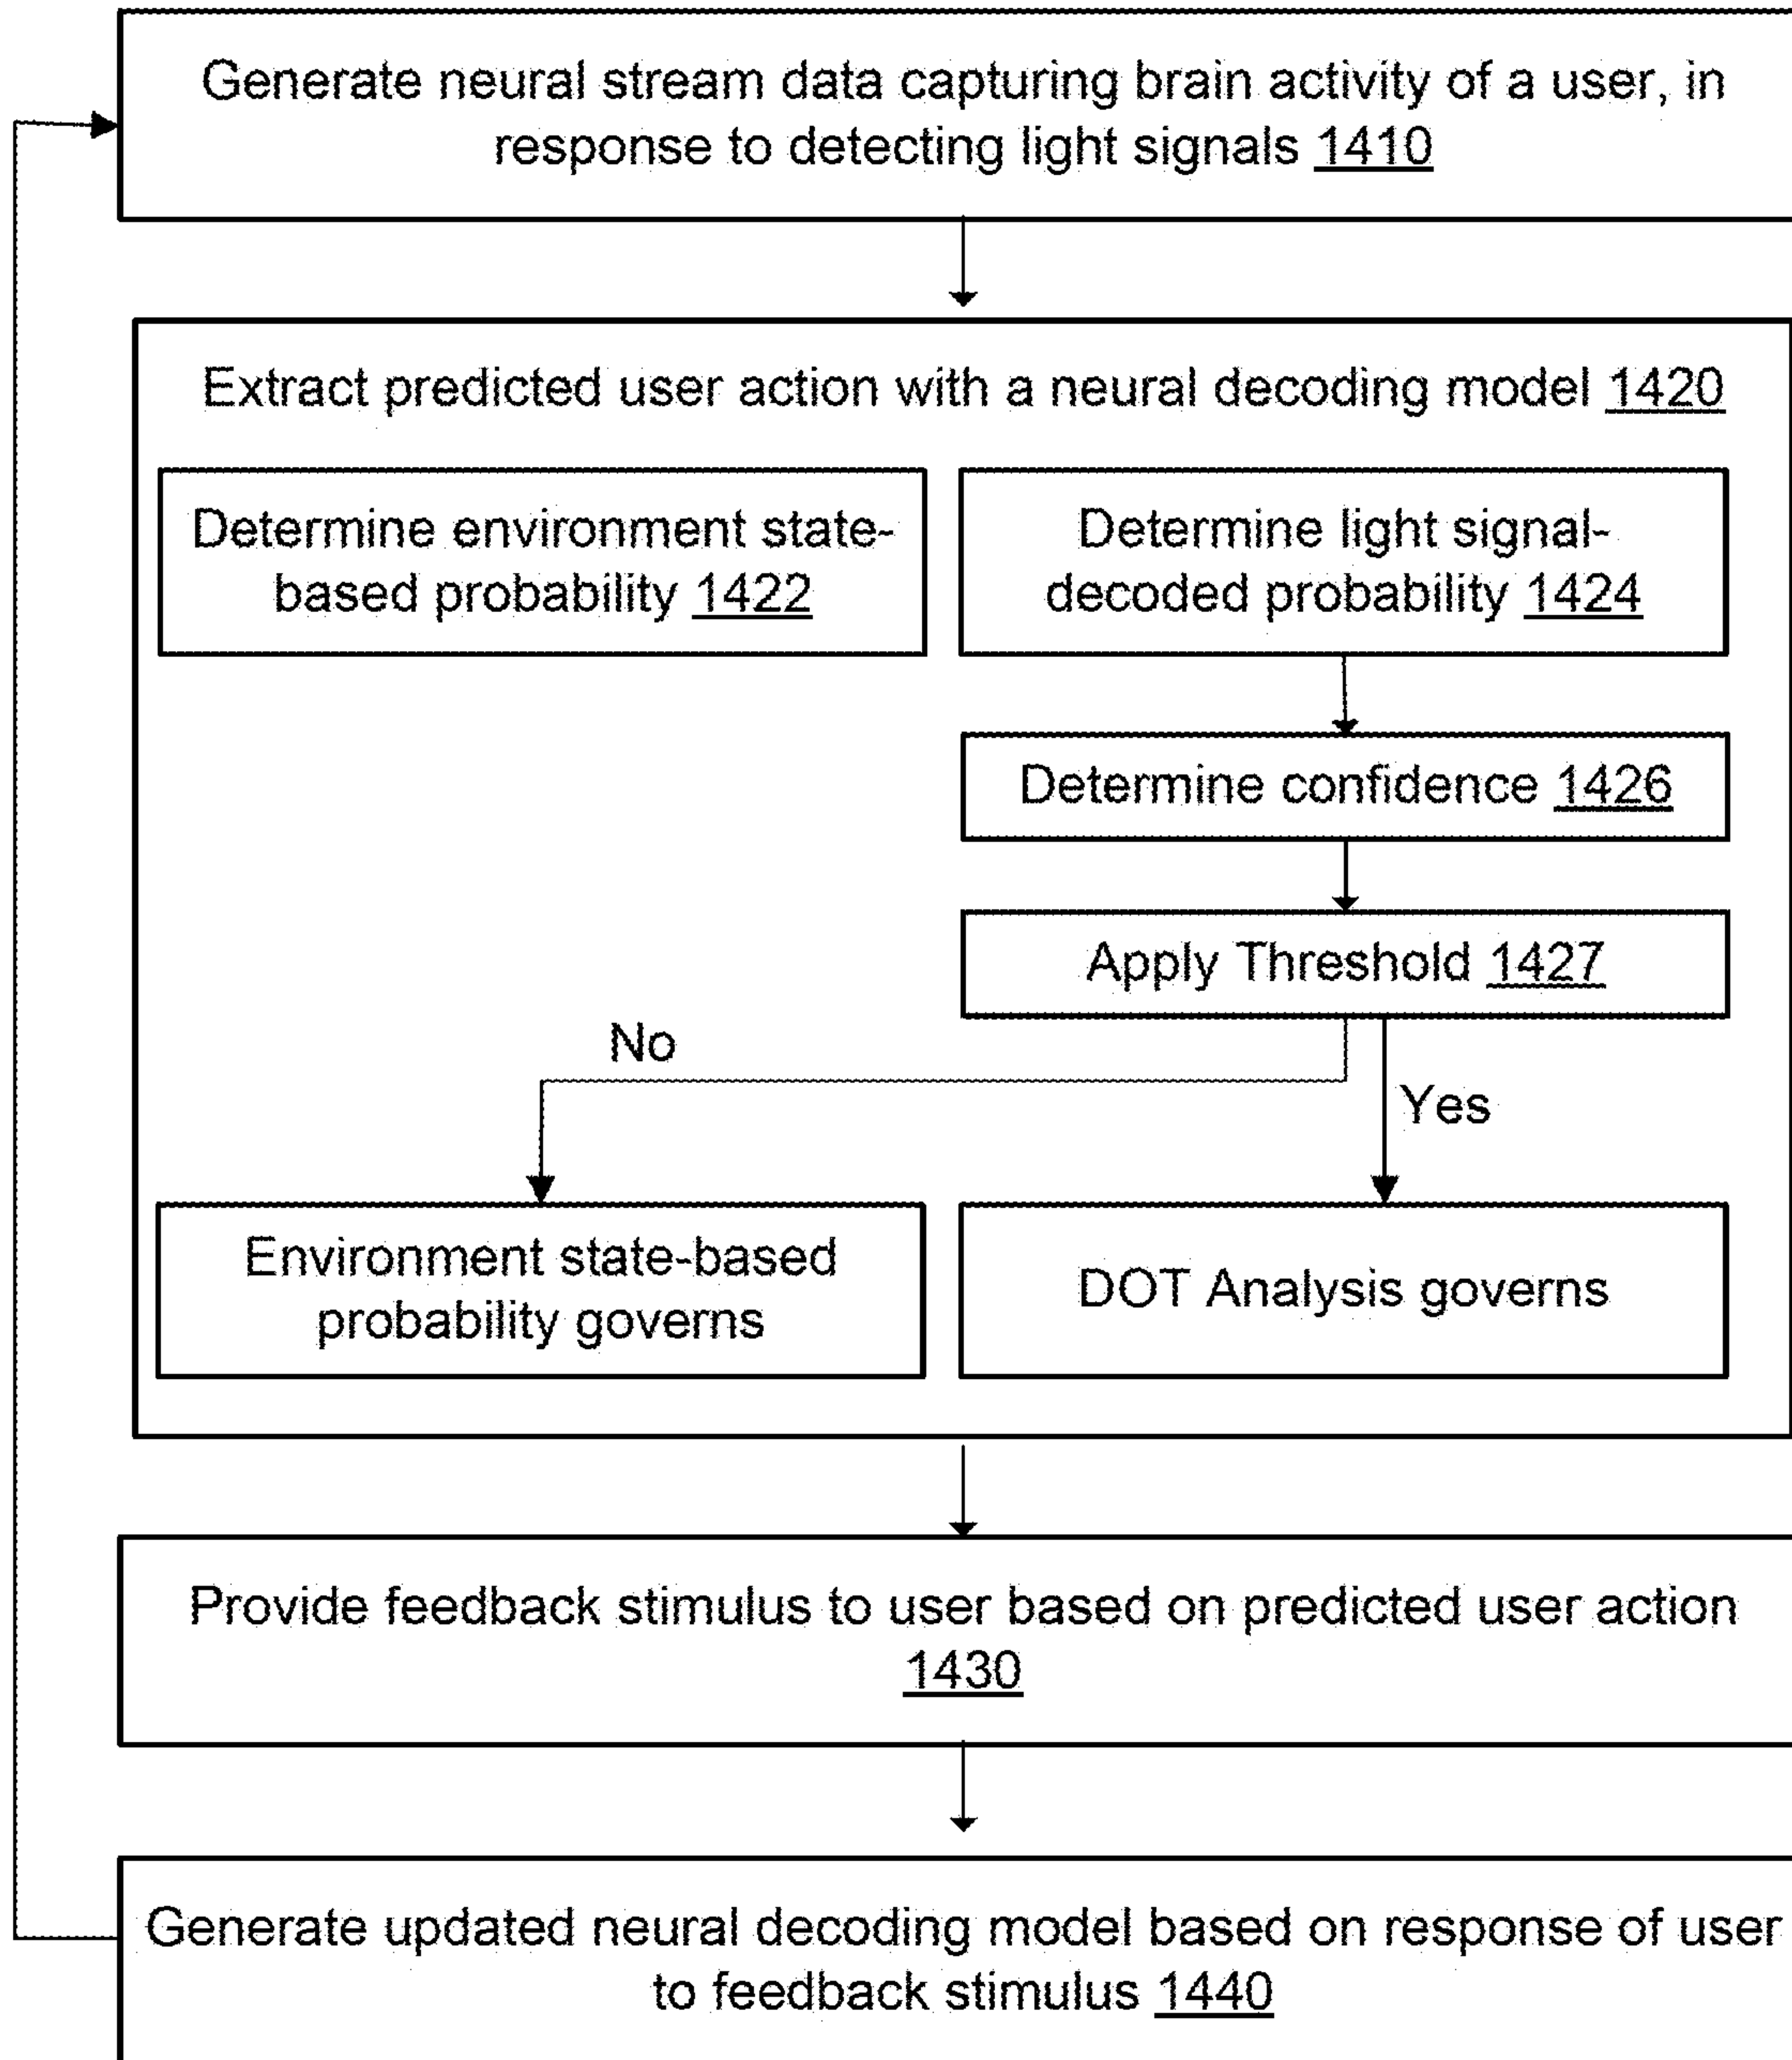 Generate neural stream data capturing brain activity of a user, in
response to detecting light signals 1410
Extract predicted user action with a neural decoding model 1420
Determine environment state-
based probability 1422
Determine light signal-
decoded probability 1424
Determine confidence 1426
Apply Threshold 1427
No
Yes
Environment state-based
probability governs
DOT Analysis governs
Provide feedback stimulus to user based on predicted user action
1430
Generate updated neural decoding model based on response of user
to feedback stimulus 1440